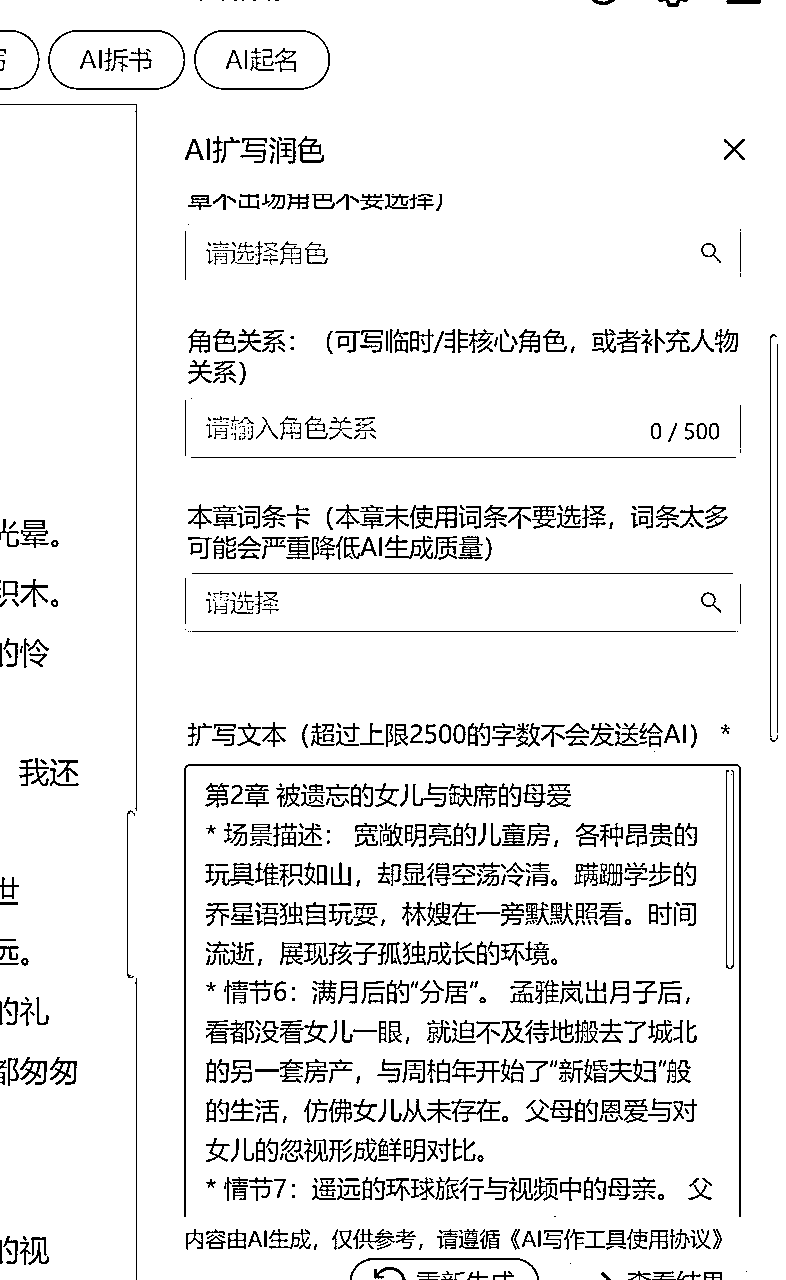 写
AI拆书
AI起名
AI扩写润色
章不出场角色不要选择）
请选择角色
角色关系：（可写临时/非核心角色，或者补充人物
关系）
请输入角色关系
0 / 500
本章词条卡（本章未使用词条不要选择，词条太多
可能会严重降低AI生成质量）
请选择
扩写文本（超过上限2500的字数不会发送给AI） *
第2章 被遗忘的女儿与缺席的母爱
* 场景描述： 宽敞明亮的儿童房，各种昂贵的
玩具堆积如山，却显得空荡冷清。蹒跚学步的
乔星语独自玩耍，林嫂在一旁默默照看。时间
流逝，展现孩子孤独成长的环境。
* 情节6：满月后的“分居”。 孟雅岚出月子后，
看都没看女儿一眼，就迫不及待地搬去了城北
的另一套房产，与周柏年开始了“新婚夫妇”般
的生活，仿佛女儿从未存在。父母的恩爱与对
女儿的忽视形成鲜明对比。
* 情节7：遥远的环球旅行与视频中的母亲。 父
内容由AI生成，仅供参考，请遵循《AI写作工具使用协议》
重新生成
查看结果
光晕。
积木。
的怜
我还
世
远。
的礼
都匆匆
的视